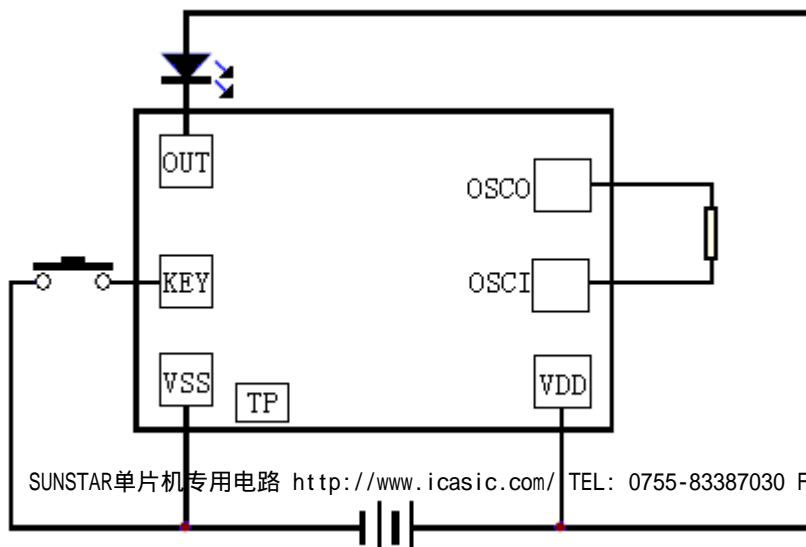 OUT
OSCO
KEY
OSCI
VSS
TP
VDD
SUNSTAR单片机专用电路 http://www.icasic.com/ TEL: 0755-83387030 F